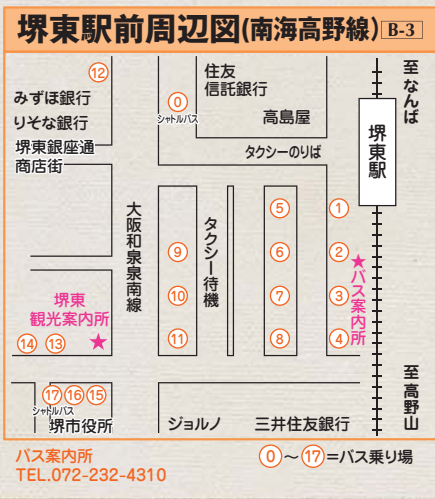 堺東駅前周辺図(南海高野線) B-3
⑫
みずほ銀行
りそな銀行
堺東銀座通
商店街
⓪
シャトルバス
住友
信託銀行
高島屋
タクシーのりば
至なんば
堺東駅
大阪和泉泉南線
⑨
⑩
⑪
タクシー待機
⑤
⑥
⑦
⑧
①
②
③
④
★バス案内所
堺東
観光案内所
⑭ ⑬ ★
⑰ ⑯ ⑮
シャトルバス
堺市役所
ジョルノ
三井住友銀行
至高野山
バス案内所
TEL.072-232-4310
⓪~⑰=バス乗り場